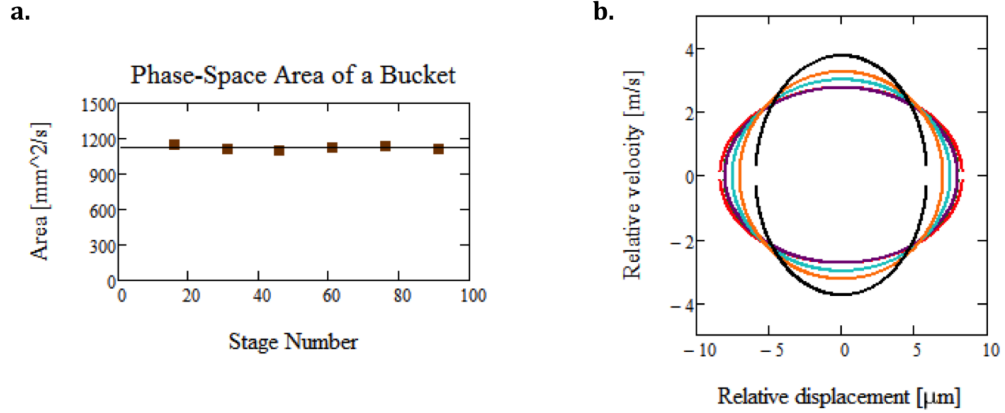 a.
Phase-Space Area of a Bucket
Area [mm^2/s]
1500
1200
900
600
300
0
0 20 40 60 80 100
Stage Number
b.
Relative velocity [m/s]
4
2
0
−2
−4
−10 −5 0 5 10
Relative displacement [μm]